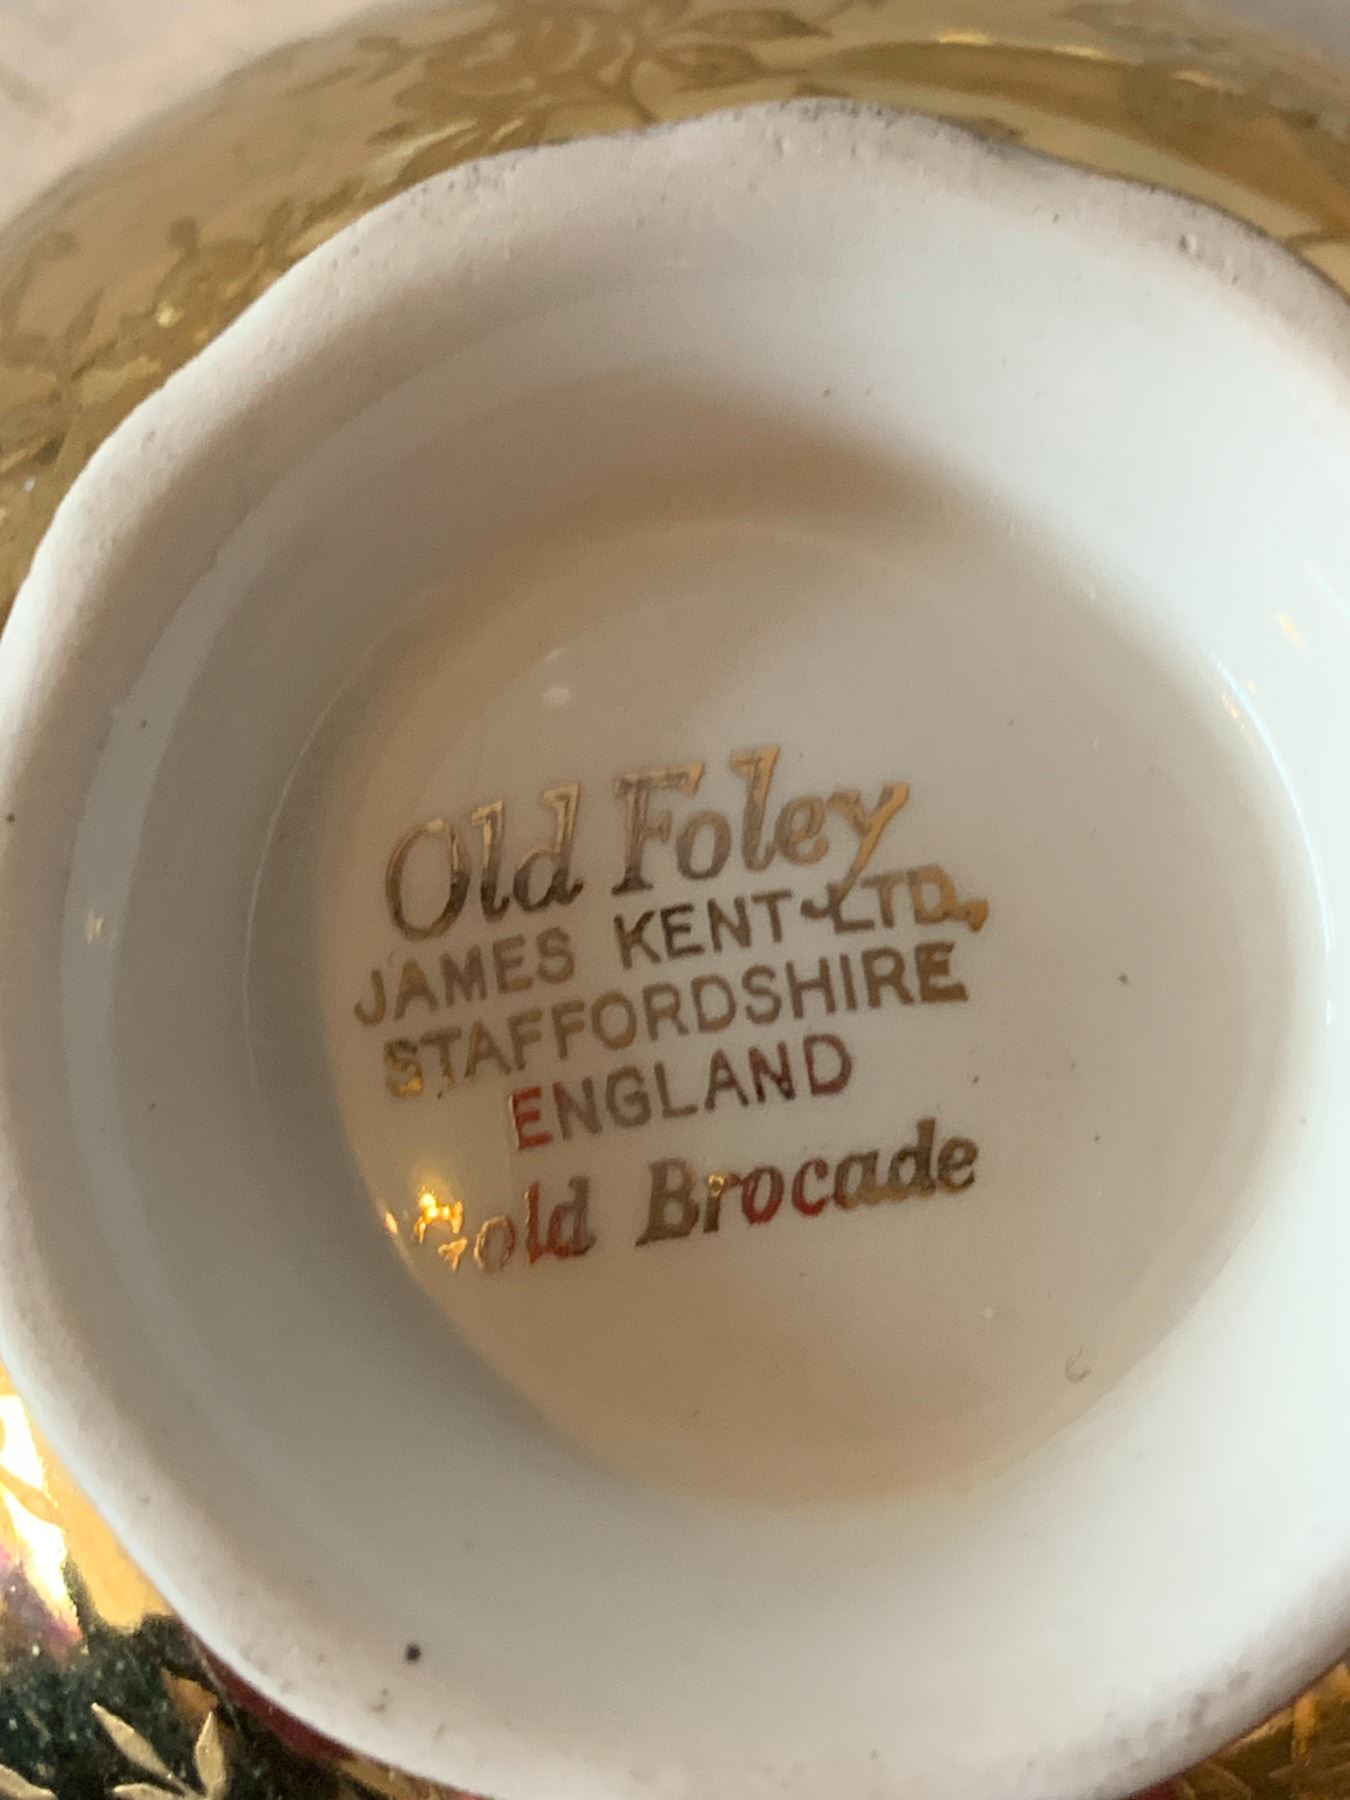 Old Foley
JAMES KENT LTD.,
STAFFORDSHIRE
ENGLAND
Gold Brocade